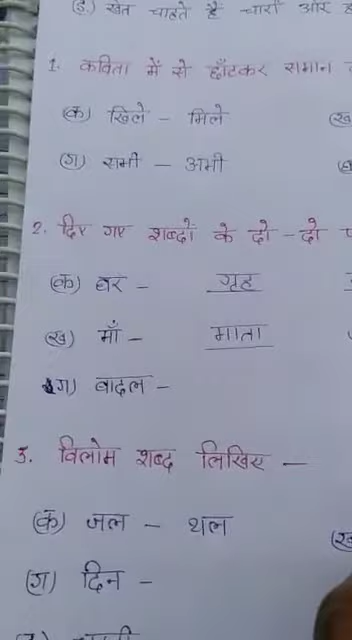 (ङ) खेत चाहते है चारों ओर
1. कविता में से छाँटकर समान
(क) खिले - मिले (ख
(ग) सभी - अभी
2. दिए गए शब्दों के दो - दो
(क) घर - गृह
(ख) माँ - माता
(ग) बादल -
3. विलोम शब्द लिखिए -
(क) जल - थल (ख
(ग) दिन -